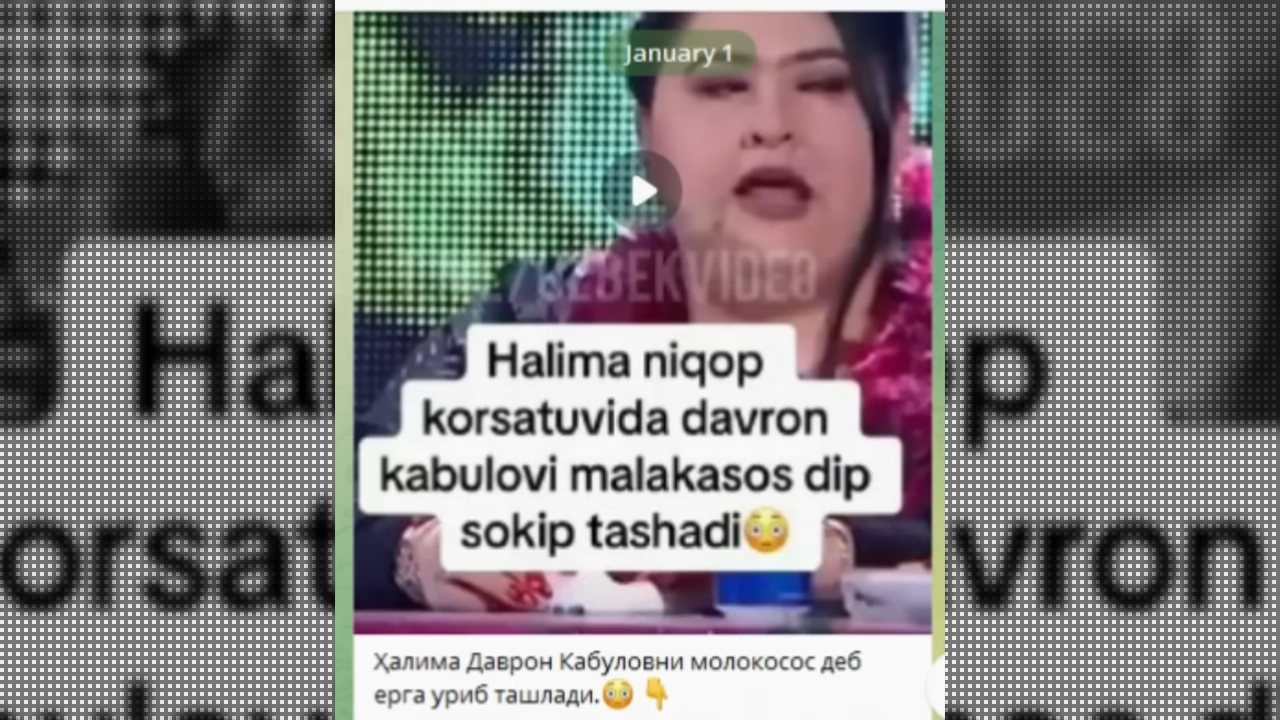 January 1
KEBEKVIDEO
Halima niqop
korsatuvida davron
kabulovi malakasos dip
sokip tashadi😳
Ҳалима Даврон Кабуловни молокосос деб
ерга уриб ташлади.😳👇